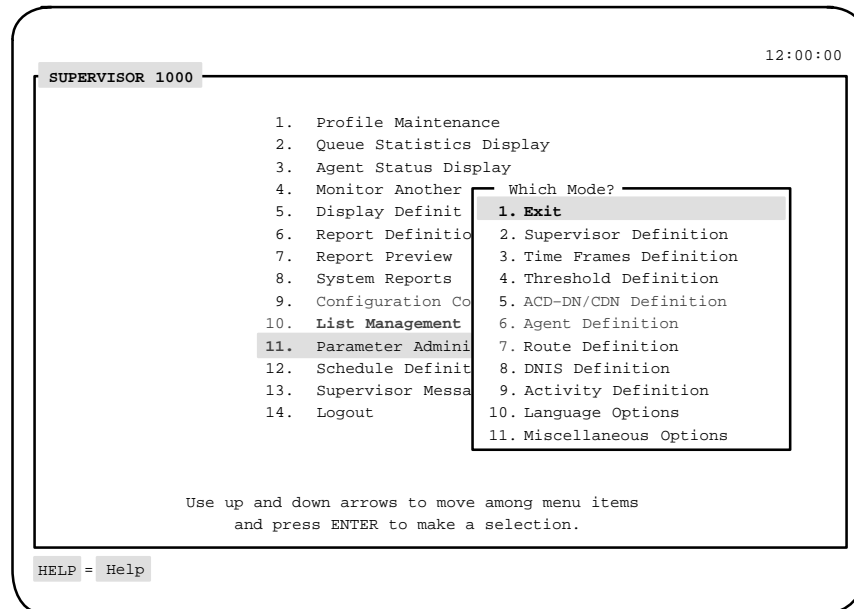 12:00:00
SUPERVISOR 1000
1. Profile Maintenance
2. Queue Statistics Display
3. Agent Status Display
4. Monitor Another
5. Display Definit
6. Report Definitio
7. Report Preview
8. System Reports
9. Configuration Co
10. List Management
11. Parameter Admini
12. Schedule Definit
13. Supervisor Messa
14. Logout
Which Mode?
1. Exit
2. Supervisor Definition
3. Time Frames Definition
4. Threshold Definition
5. ACD-DN/CDN Definition
6. Agent Definition
7. Route Definition
8. DNIS Definition
9. Activity Definition
10. Language Options
11. Miscellaneous Options
Use up and down arrows to move among menu items
and press ENTER to make a selection.
HELP = Help